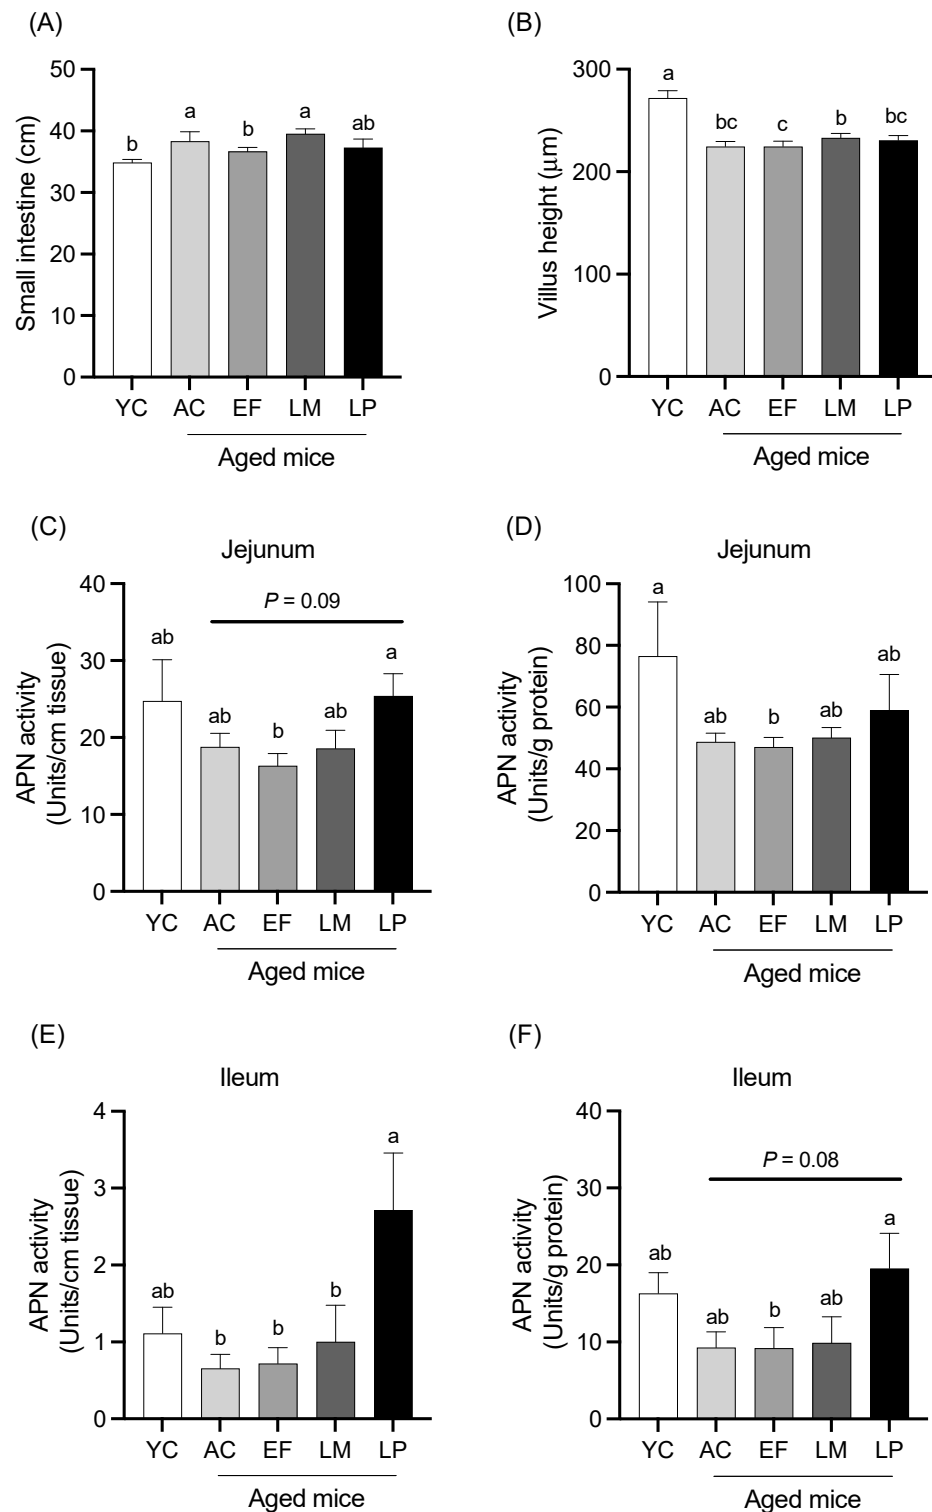 (A)
50
40
30
20
10
0
Small intestine (cm)
b
a
b
a
ab
YC AC EF LM LP
Aged mice
(B)
300
200
100
0
Villus height (μm)
a
bc
c
b
bc
YC AC EF LM LP
Aged mice
(C)
Jejunum
40
30
20
10
0
APN activity
(Units/cm tissue)
P = 0.09
ab
ab
b
ab
a
YC AC EF LM LP
Aged mice
(D)
Jejunum
100
80
60
40
20
0
APN activity
(Units/g protein)
a
ab
b
ab
ab
YC AC EF LM LP
Aged mice
(E)
Ileum
4
3
2
1
0
APN activity
(Units/cm tissue)
ab
b
b
b
a
YC AC EF LM LP
Aged mice
(F)
Ileum
40
30
20
10
0
APN activity
(Units/g protein)
P = 0.08
ab
ab
b
ab
a
YC AC EF LM LP
Aged mice